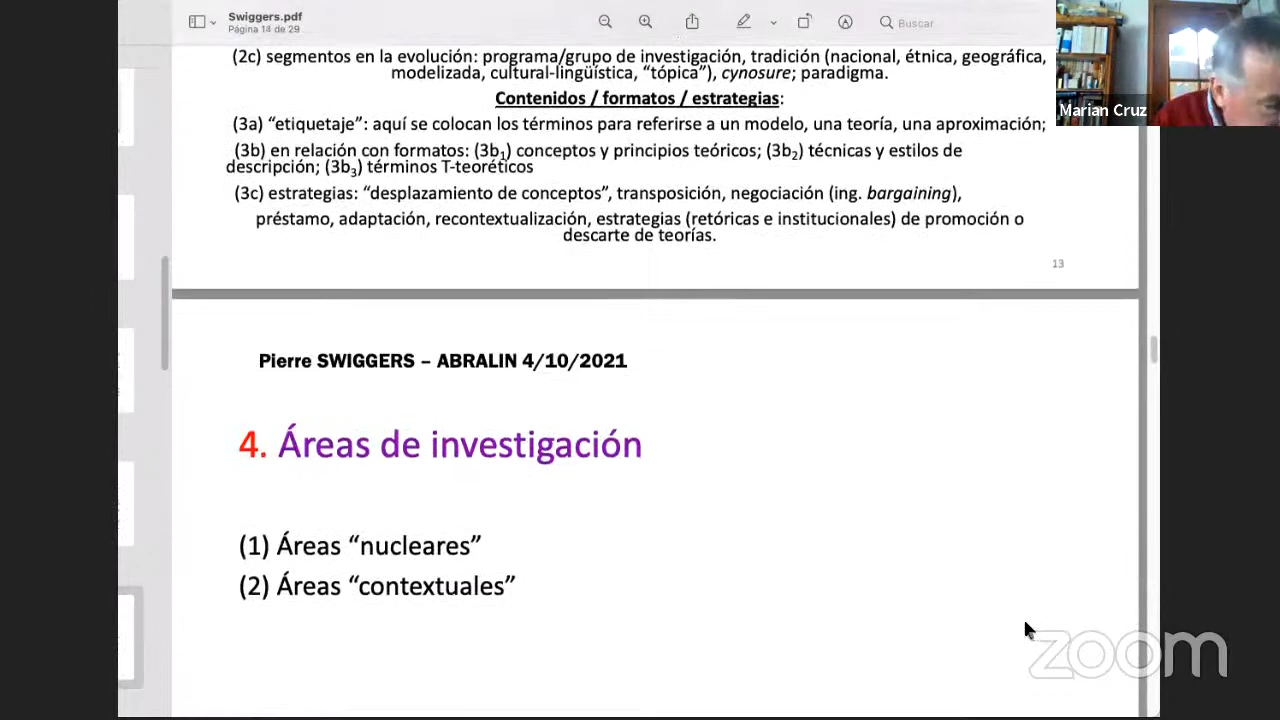 Swiggers.pdf
Página 14 de 29
Buscar
(2c) segmentos en la evolución: programa/grupo de investigación, tradición (nacional, étnica, geográfica,
modelizada, cultural-lingüística, “tópica”), cynosure; paradigma.
Contenidos / formatos / estrategias:
(3a) “etiquetaje”: aquí se colocan los términos para referirse a un modelo, una teoría, una aproximación;
(3b) en relación con formatos: (3b1) conceptos y principios teóricos; (3b2) técnicas y estilos de
descripción; (3b3) términos T-teoréticos
(3c) estrategias: “desplazamiento de conceptos”, transposición, negociación (ing. bargaining),
préstamo, adaptación, recontextualización, estrategias (retóricas e institucionales) de promoción o
descarte de teorías.
13
Pierre SWIGGERS – ABRALIN 4/10/2021
4. Áreas de investigación
(1) Áreas “nucleares”
(2) Áreas “contextuales”
Marian Cruz
zoom